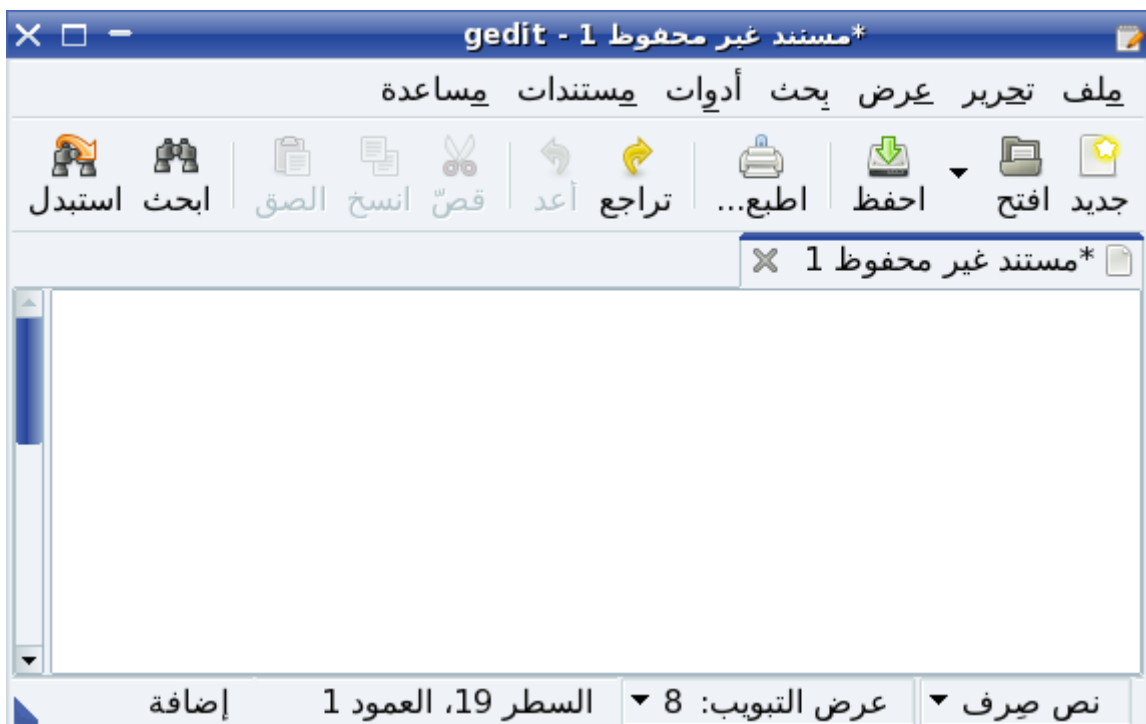 *مستند غير محفوظ 1 - gedit
ملف تحرير عرض بحث أدوات مستندات مساعدة
جديد افتح احفظ اطبع... تراجع أعد قصّ انسخ الصق ابحث استبدل
*مستند غير محفوظ 1
نص صرف عرض التبويب: 8 السطر 19، العمود 1 إضافة